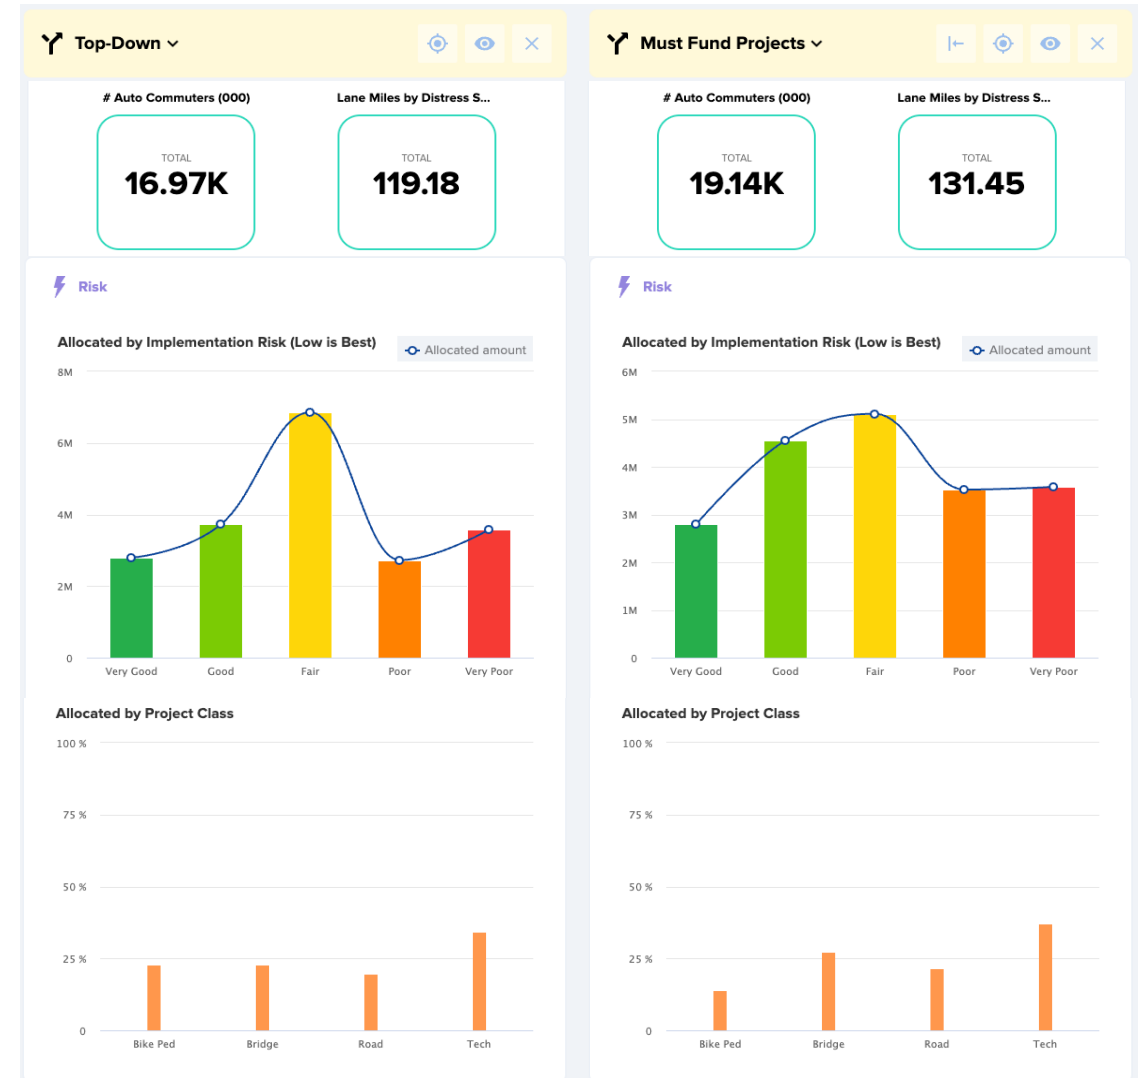 Top-Down
# Auto Commuters (000)
Lane Miles by Distress S...
TOTAL
16.97K
TOTAL
119.18
Risk
Allocated by Implementation Risk (Low is Best)
Allocated amount
8M
6M
4M
2M
0
Very Good Good Fair Poor Very Poor
Allocated by Project Class
100 %
75 %
50 %
25 %
0
Bike Ped Bridge Road Tech
Must Fund Projects
# Auto Commuters (000)
Lane Miles by Distress S...
TOTAL
19.14K
TOTAL
131.45
Risk
Allocated by Implementation Risk (Low is Best)
Allocated amount
6M
5M
4M
3M
2M
1M
0
Very Good Good Fair Poor Very Poor
Allocated by Project Class
100 %
75 %
50 %
25 %
0
Bike Ped Bridge Road Tech